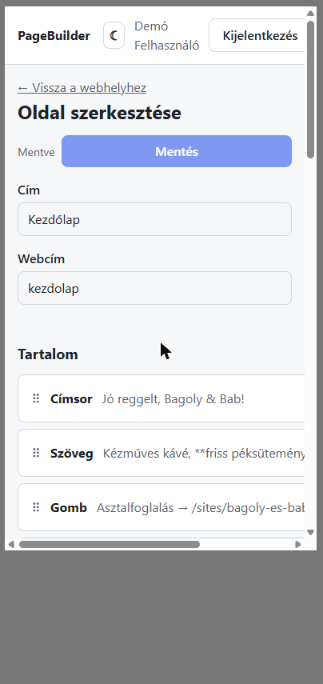 PageBuilder
Demó
Felhasználó
Kijelentkezés
← Vissza a webhelyhez
Oldal szerkesztése
Mentve
Mentés
Cím
Kezdőlap
Webcím
kezdolap
Tartalom
Címsor Jó reggelt, Bagoly & Bab!
Szöveg Kézműves kávé, **friss péksütemény
Gomb Asztalfoglalás → /sites/bagoly-es-bab